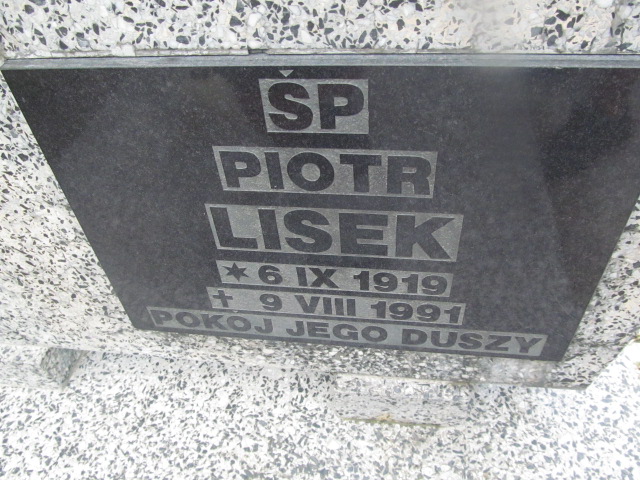 ŚP
PIOTR
LISEK
* 6 IX 1919
† 9 VIII 1991
POKÓJ JEGO DUSZY